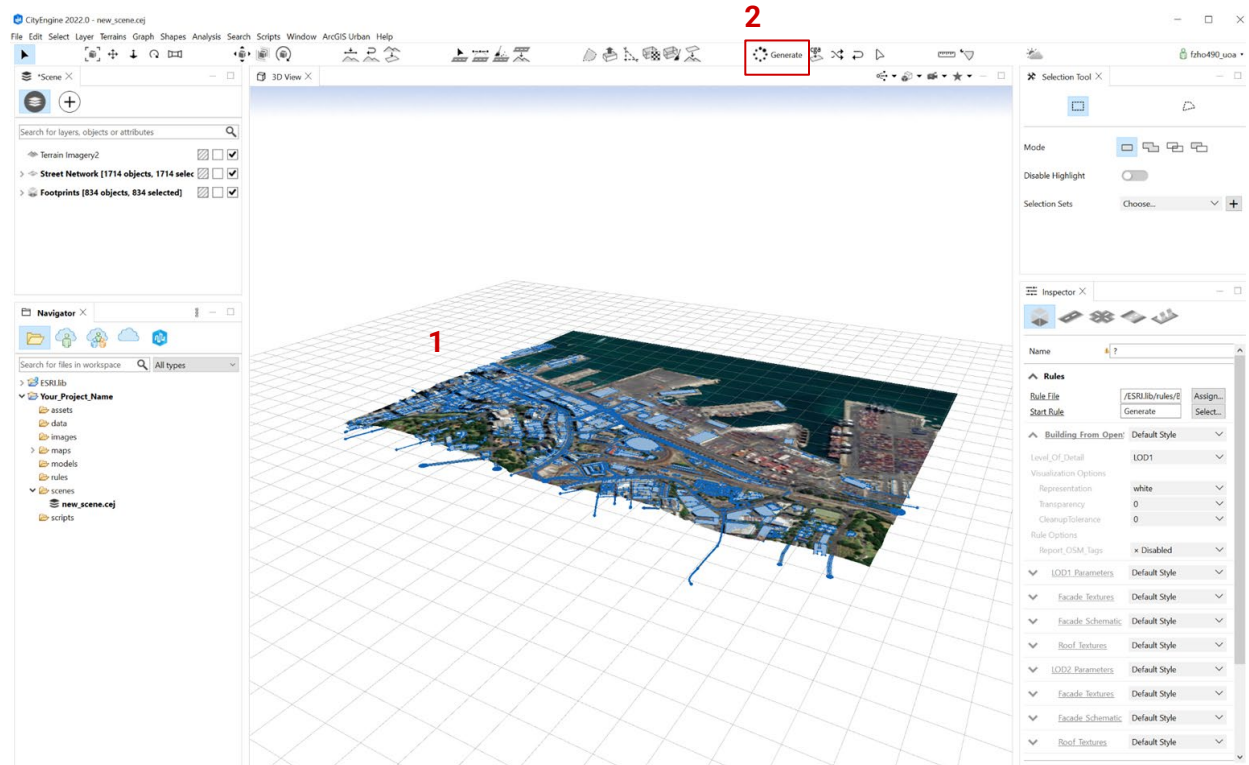 CityEngine 2022.0 - new_scene.cej
2
File Edit Select Layer Terrains Graph Shapes Analysis Search Scripts Window ArcGIS Urban Help
Generate
fzho490_uoa
*Scene
3D View
Selection Tool
Search for layers, objects or attributes
Terrain Imagery2
Street Network [1714 objects, 1714 selec
Footprints [834 objects, 834 selected]
Mode
Disable Highlight
Selection Sets
Choose...
Navigator
Search for files in workspace
All types
ESRI.lib
Your_Project_Name
assets
data
images
maps
models
rules
scenes
new_scene.cej
scripts
1
Inspector
Name
?
Rules
Rule File /ESRI.lib/rules/B Assign...
Start Rule Generate Select...
Building From Open Default Style
Level_Of_Detail LOD1
Visualization Options
Representation white
Transparency 0
CleanupTolerance 0
Rule Options
Report_OSM_Tags × Disabled
LOD1 Parameters Default Style
Facade Textures Default Style
Facade Schematic Default Style
Roof Textures Default Style
LOD2 Parameters Default Style
Facade Textures Default Style
Facade Schematic Default Style
Roof Textures Default Style